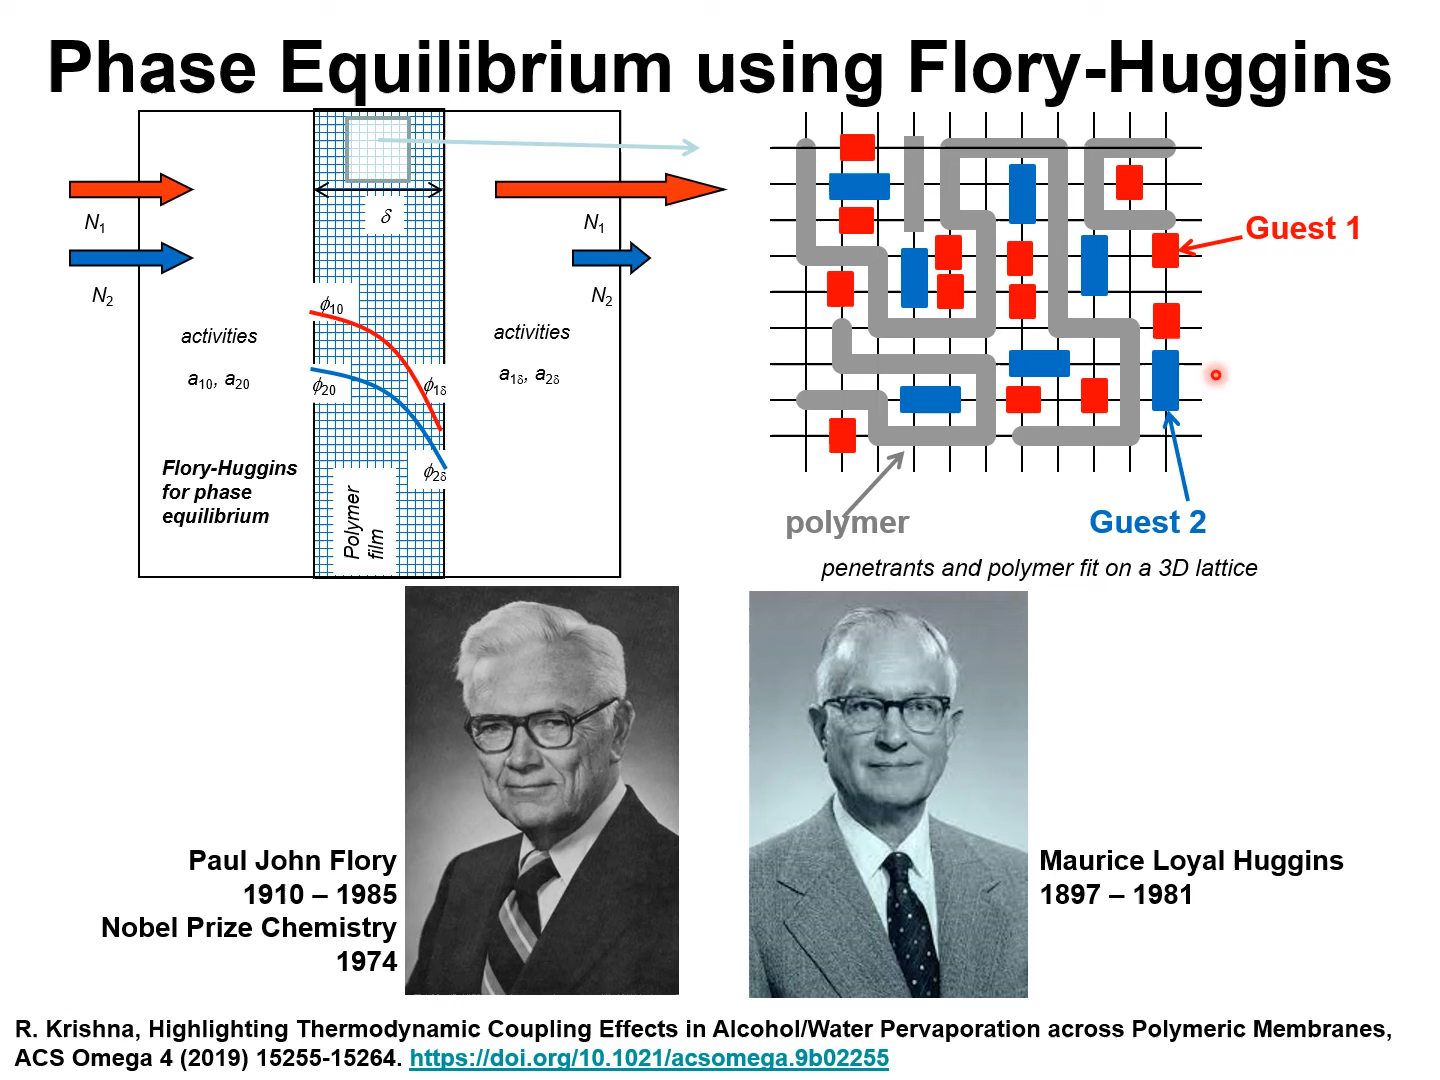 Phase Equilibrium using Flory-Huggins
N1
N2
activities
a10, a20
Flory-Huggins
for phase
equilibrium
δ
ϕ10
ϕ20
ϕ1δ
ϕ2δ
Polymer
film
N1
N2
activities
a1δ, a2δ
Guest 1
polymer
Guest 2
penetrants and polymer fit on a 3D lattice
Paul John Flory
1910 – 1985
Nobel Prize Chemistry
1974
Maurice Loyal Huggins
1897 – 1981
R. Krishna, Highlighting Thermodynamic Coupling Effects in Alcohol/Water Pervaporation across Polymeric Membranes,
ACS Omega 4 (2019) 15255-15264. https://doi.org/10.1021/acsomega.9b02255